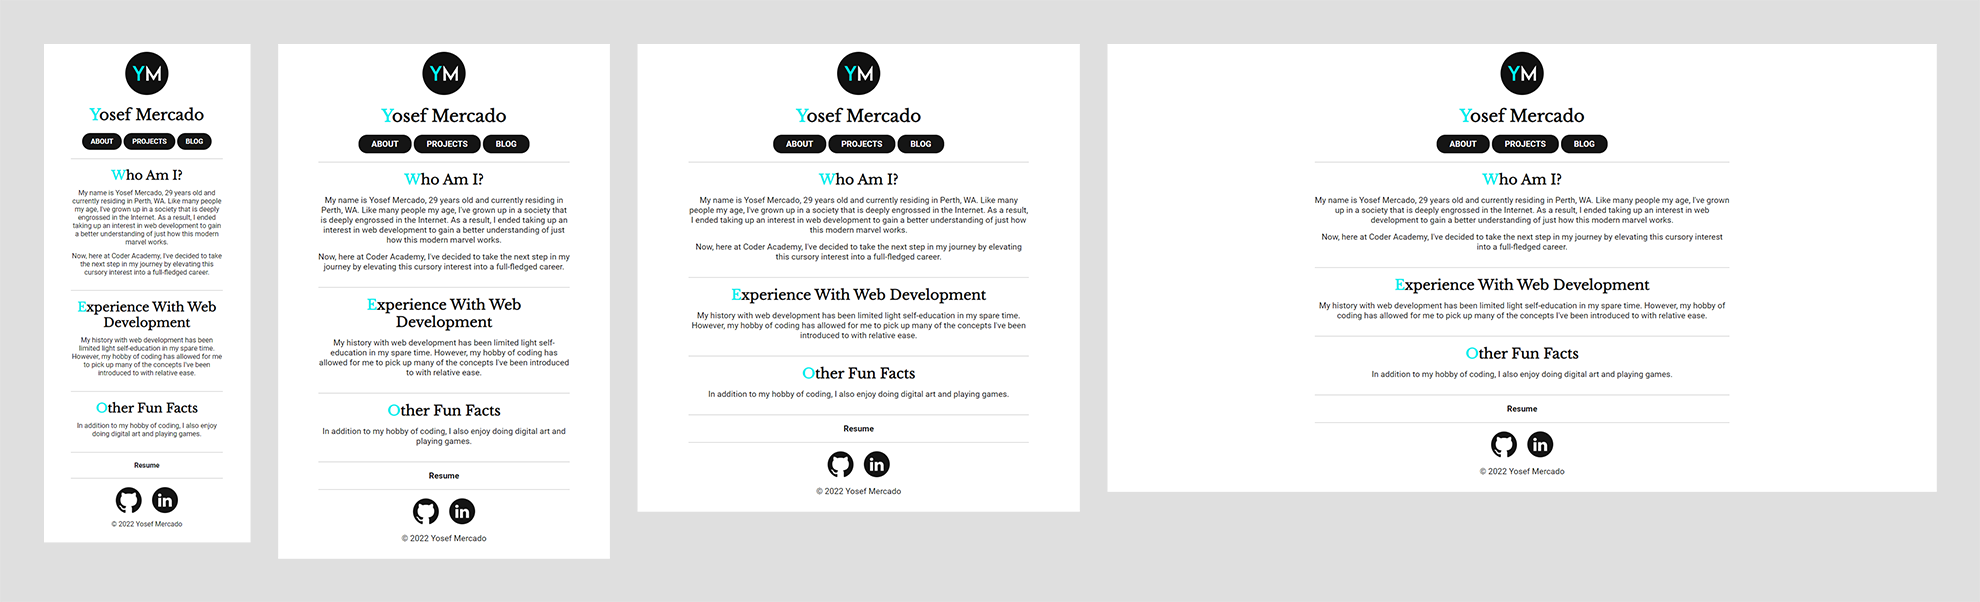 YM
Yosef Mercado
ABOUT PROJECTS BLOG
Who Am I?
My name is Yosef Mercado, 29 years old and
currently residing in Perth, WA. Like many people
my age, I've grown up in a society that is deeply
engrossed in the Internet. As a result, I ended
taking up an interest in web development to gain
a better understanding of just how this modern
marvel works.
Now, here at Coder Academy, I've decided to take
the next step in my journey by elevating this
cursory interest into a full-fledged career.
Experience With Web
Development
My history with web development has been
limited light self-education in my spare time.
However, my hobby of coding has allowed for me
to pick up many of the concepts I've been
introduced to with relative ease.
Other Fun Facts
In addition to my hobby of coding, I also enjoy
doing digital art and playing games.
Resume
in
© 2022 Yosef Mercado
YM
Yosef Mercado
ABOUT PROJECTS BLOG
Who Am I?
My name is Yosef Mercado, 29 years old and currently residing in
Perth, WA. Like many people my age, I've grown up in a society that
is deeply engrossed in the Internet. As a result, I ended taking up an
interest in web development to gain a better understanding of just
how this modern marvel works.
Now, here at Coder Academy, I've decided to take the next step in my
journey by elevating this cursory interest into a full-fledged career.
Experience With Web
Development
My history with web development has been limited light self-
education in my spare time. However, my hobby of coding has
allowed for me to pick up many of the concepts I've been introduced
to with relative ease.
Other Fun Facts
In addition to my hobby of coding, I also enjoy doing digital art and
playing games.
Resume
in
© 2022 Yosef Mercado
YM
Yosef Mercado
ABOUT PROJECTS BLOG
Who Am I?
My name is Yosef Mercado, 29 years old and currently residing in Perth, WA. Like many
people my age, I've grown up in a society that is deeply engrossed in the Internet. As a result,
I ended taking up an interest in web development to gain a better understanding of just how
this modern marvel works.
Now, here at Coder Academy, I've decided to take the next step in my journey by elevating
this cursory interest into a full-fledged career.
Experience With Web Development
My history with web development has been limited light self-education in my spare time.
However, my hobby of coding has allowed for me to pick up many of the concepts I've been
introduced to with relative ease.
Other Fun Facts
In addition to my hobby of coding, I also enjoy doing digital art and playing games.
Resume
in
© 2022 Yosef Mercado
YM
Yosef Mercado
ABOUT PROJECTS BLOG
Who Am I?
My name is Yosef Mercado, 29 years old and currently residing in Perth, WA. Like many people my age, I've grown
up in a society that is deeply engrossed in the Internet. As a result, I ended taking up an interest in web
development to gain a better understanding of just how this modern marvel works.
Now, here at Coder Academy, I've decided to take the next step in my journey by elevating this cursory interest
into a full-fledged career.
Experience With Web Development
My history with web development has been limited light self-education in my spare time. However, my hobby of
coding has allowed for me to pick up many of the concepts I've been introduced to with relative ease.
Other Fun Facts
In addition to my hobby of coding, I also enjoy doing digital art and playing games.
Resume
in
© 2022 Yosef Mercado